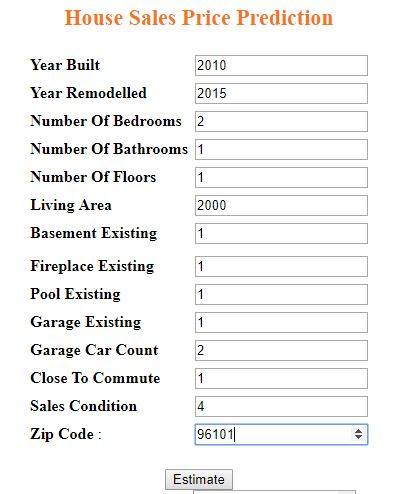 House Sales Price Prediction
Year Built 2010
Year Remodelled 2015
Number Of Bedrooms 2
Number Of Bathrooms 1
Number Of Floors 1
Living Area 2000
Basement Existing 1
Fireplace Existing 1
Pool Existing 1
Garage Existing 1
Garage Car Count 2
Close To Commute 1
Sales Condition 4
Zip Code : 96101
Estimate